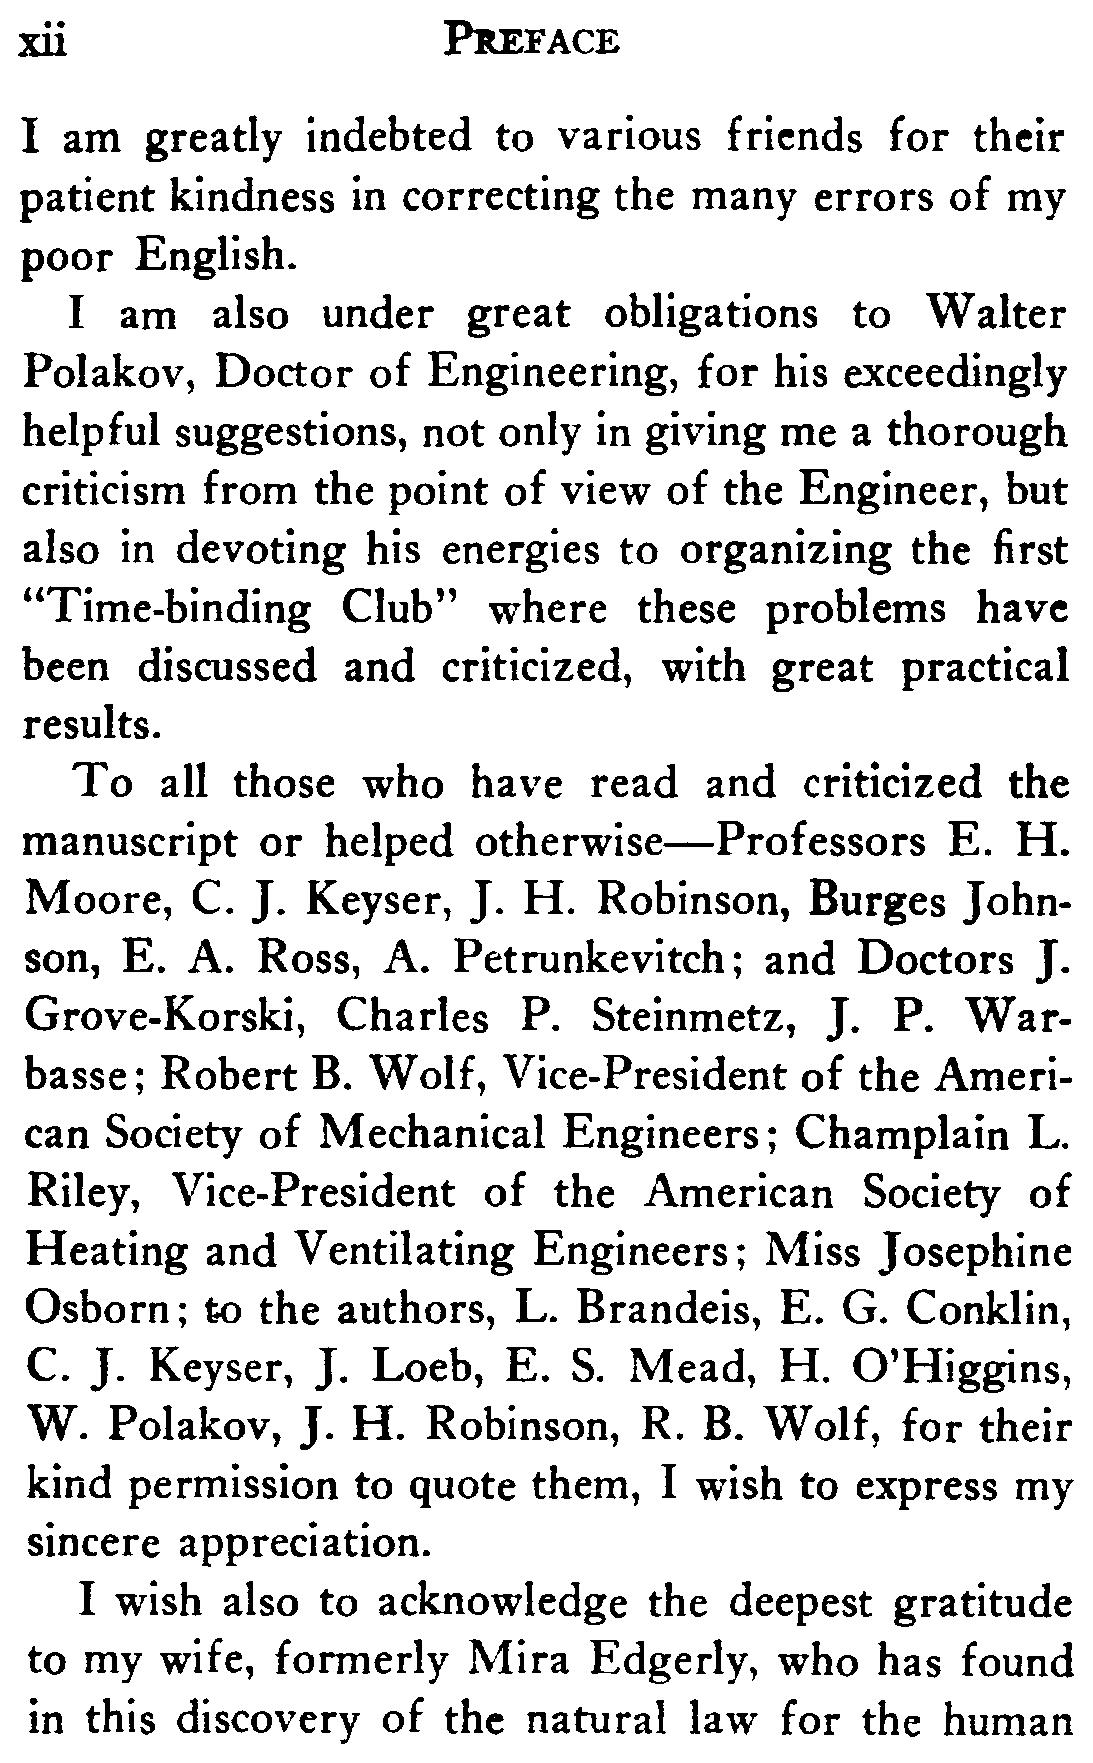 xii PREFACE
I am greatly indebted to various friends for their
patient kindness in correcting the many errors of my
poor English.
I am also under great obligations to Walter
Polakov, Doctor of Engineering, for his exceedingly
helpful suggestions, not only in giving me a thorough
criticism from the point of view of the Engineer, but
also in devoting his energies to organizing the first
"Time-binding Club" where these problems have
been discussed and criticized, with great practical
results.
To all those who have read and criticized the
manuscript or helped otherwise—Professors E. H.
Moore, C. J. Keyser, J. H. Robinson, Burges John-
son, E. A. Ross, A. Petrunkevitch; and Doctors J.
Grove-Korski, Charles P. Steinmetz, J. P. War-
basse; Robert B. Wolf, Vice-President of the Ameri-
can Society of Mechanical Engineers; Champlain L.
Riley, Vice-President of the American Society of
Heating and Ventilating Engineers; Miss Josephine
Osborn; to the authors, L. Brandeis, E. G. Conklin,
C. J. Keyser, J. Loeb, E. S. Mead, H. O'Higgins,
W. Polakov, J. H. Robinson, R. B. Wolf, for their
kind permission to quote them, I wish to express my
sincere appreciation.
I wish also to acknowledge the deepest gratitude
to my wife, formerly Mira Edgerly, who has found
in this discovery of the natural law for the human